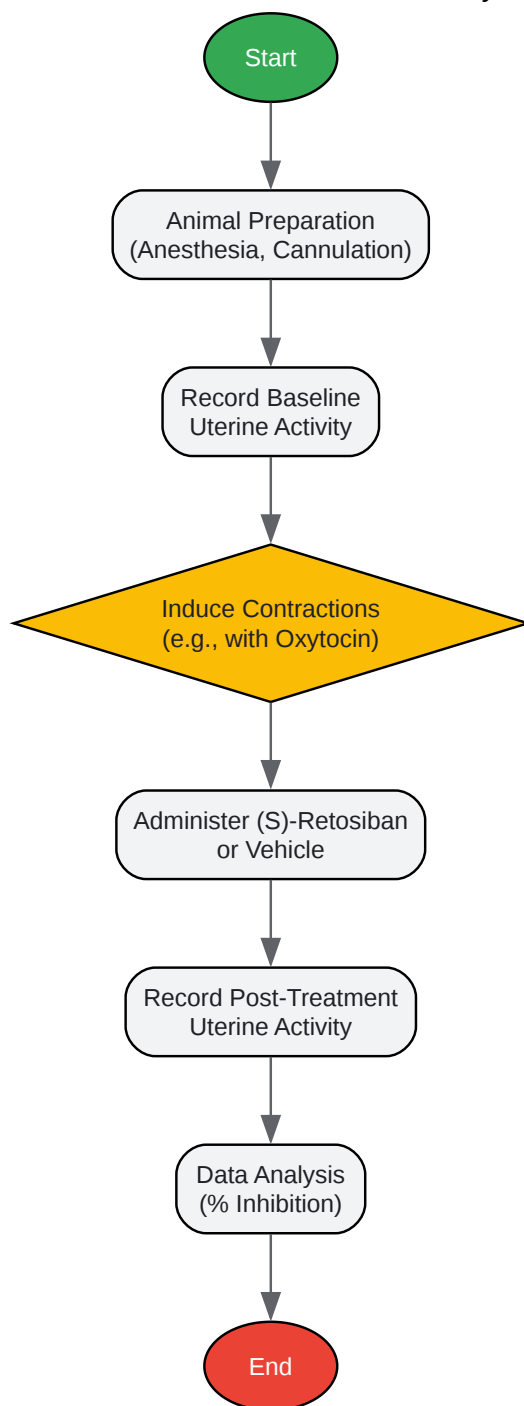 Start
Animal Preparation
(Anesthesia, Cannulation)
Record Baseline
Uterine Activity
Induce Contractions
(e.g., with Oxytocin)
Administer (S)-Retosiban
or Vehicle
Record Post-Treatment
Uterine Activity
Data Analysis
(% Inhibition)
End